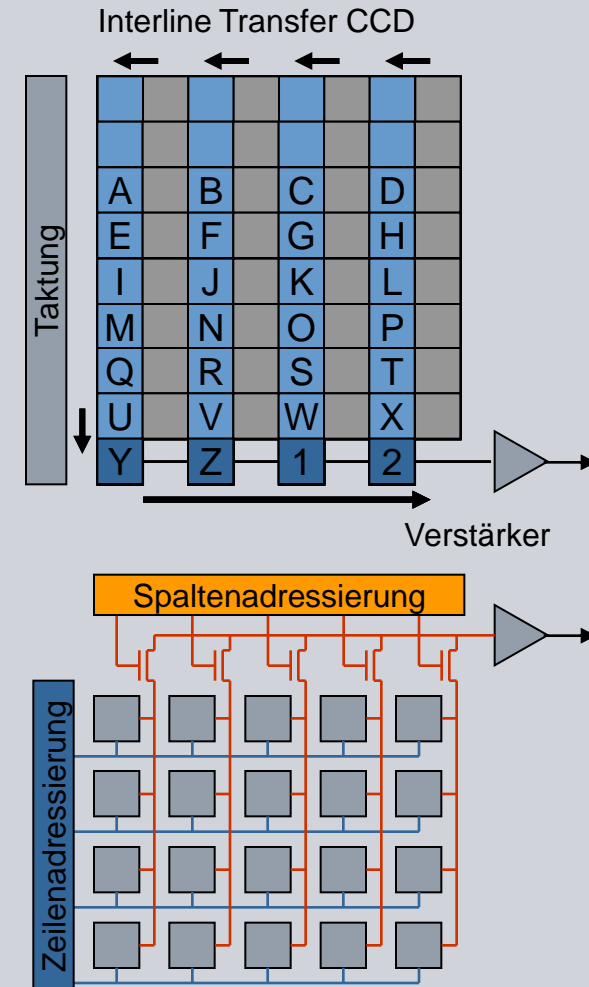 Interline Transfer CCD
Taktung
A B C D
E F G H
I J K L
M N O P
Q R S T
U V W X
Y Z 1 2
Verstärker
Spaltenadressierung
Zeilenadressierung